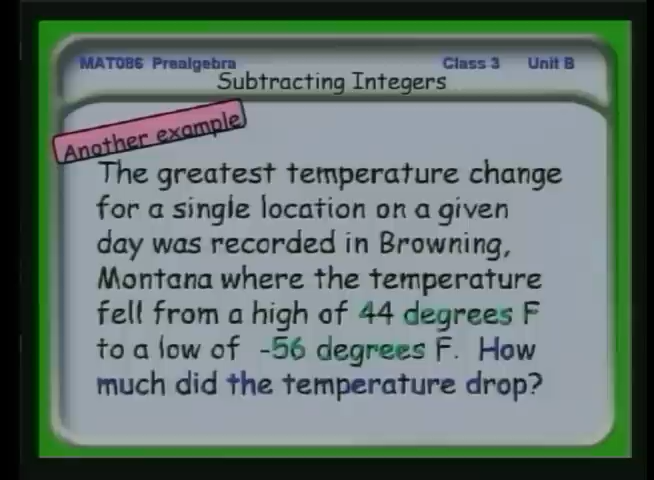 MAT086 Prealgebra Class 3 Unit B
Subtracting Integers
Another example
The greatest temperature change
for a single location on a given
day was recorded in Browning,
Montana where the temperature
fell from a high of 44 degrees F
to a low of -56 degrees F. How
much did the temperature drop?